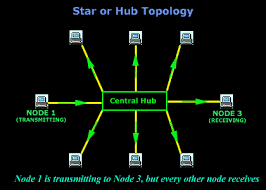 Star or Hub Topology
Central Hub
NODE 1
(TRANSMITTING)
NODE 3
(RECEIVING)
Node 1 is transmitting to Node 3, but every other node receives